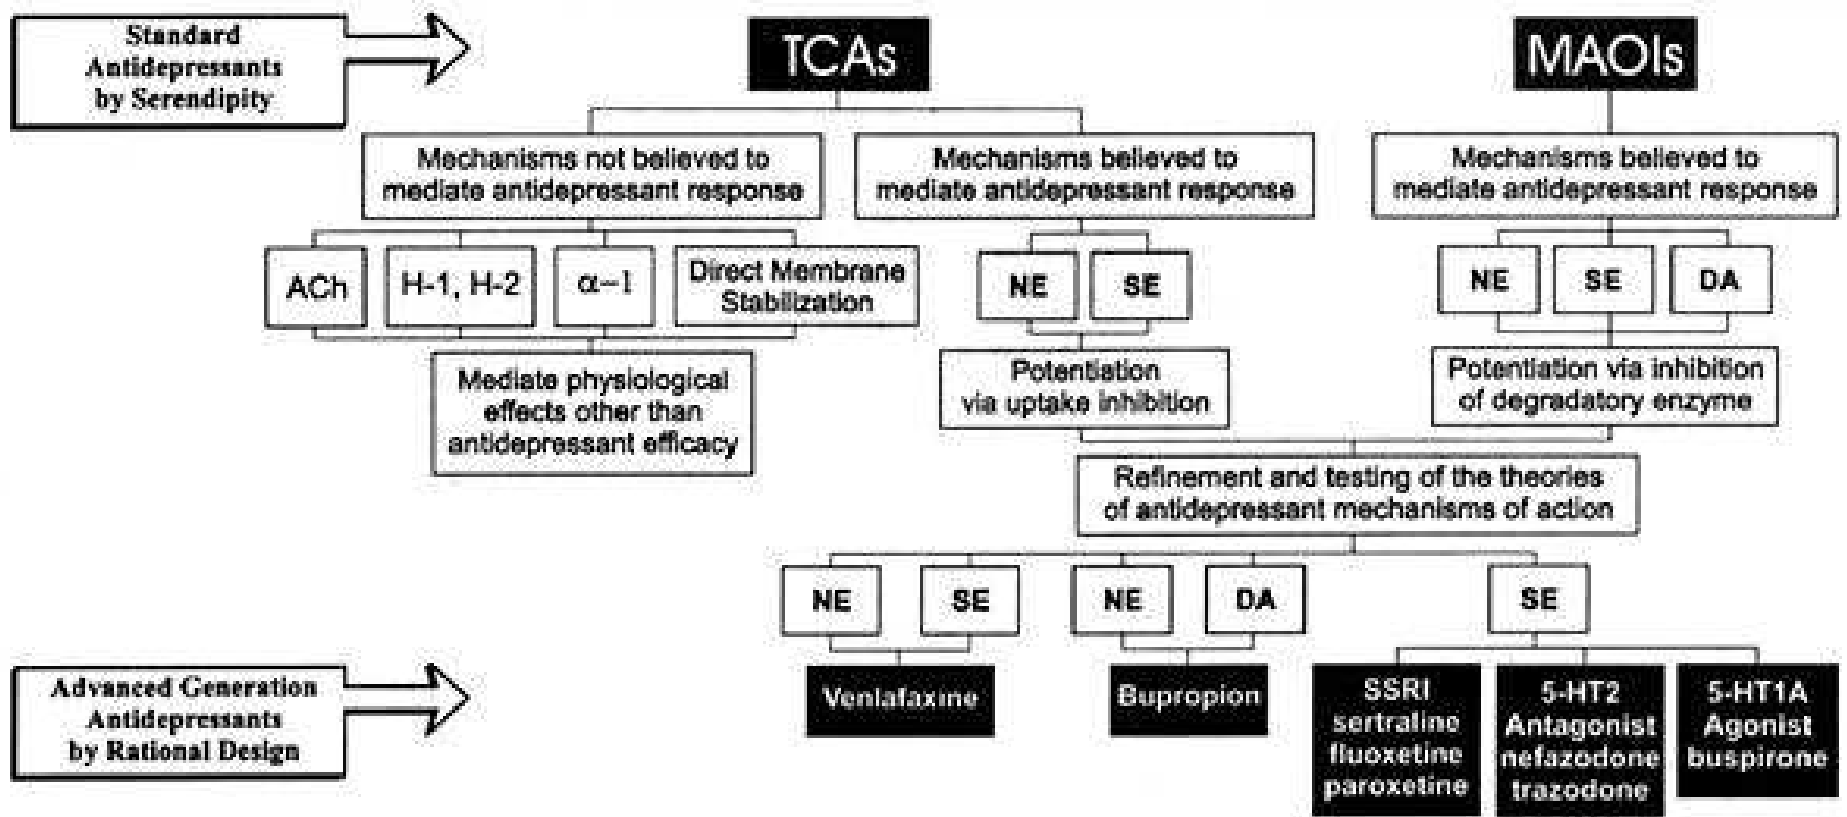 Standard
Antidepressants
by Serendipity
TCAs
MAOIs
Mechanisms not believed to
mediate antidepressant response
Mechanisms believed to
mediate antidepressant response
Mechanisms believed to
mediate antidepressant response
ACh
H-1, H-2
α-1
Direct Membrane
Stabilization
NE
SE
NE
SE
DA
Mediate physiological
effects other than
antidepressant efficacy
Potentiation
via uptake inhibition
Potentiation via inhibition
of degradatory enzyme
Refinement and testing of the theories
of antidepressant mechanisms of action
NE
SE
NE
DA
SE
Advanced Generation
Antidepressants
by Rational Design
Venlafaxine
Bupropion
SSRI
sertraline
fluoxetine
paroxetine
5-HT2
Antagonist
nefazodone
trazodone
5-HT1A
Agonist
buspirone